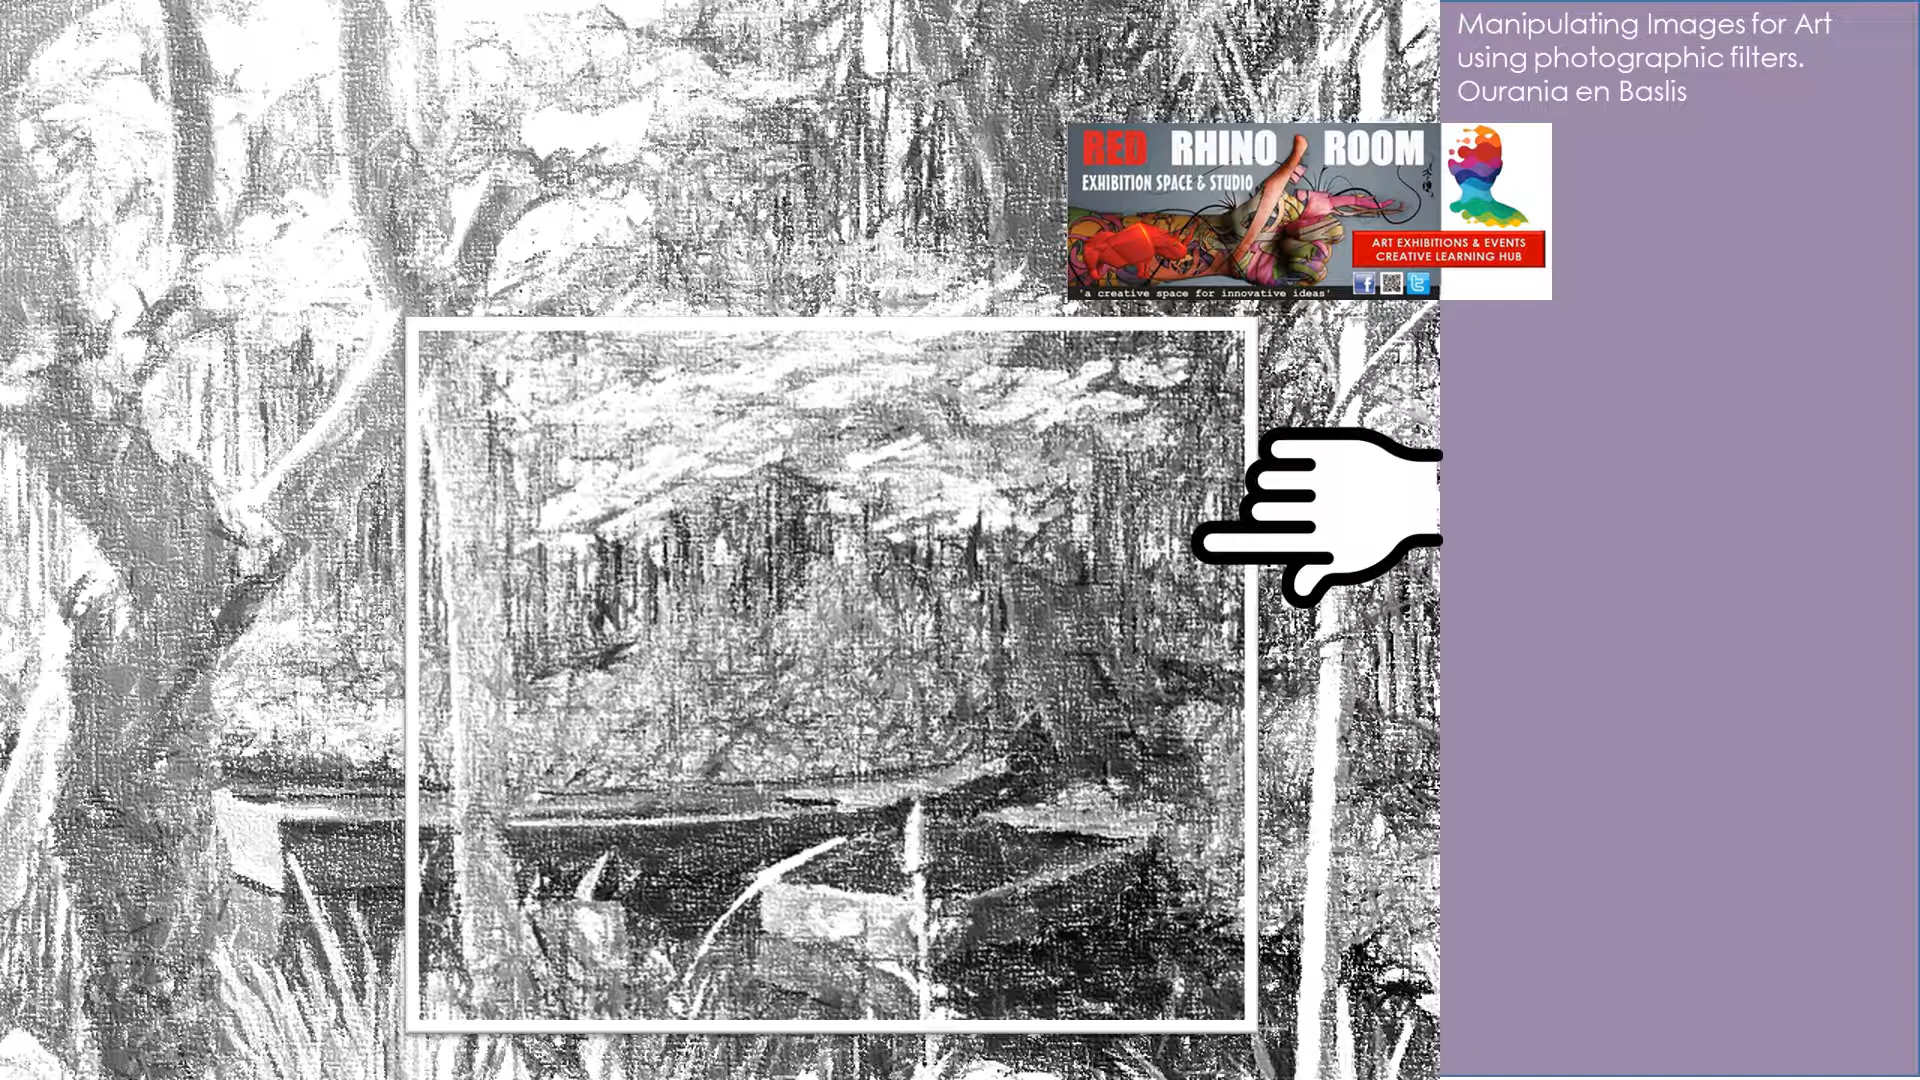 Manipulating Images for Art
using photographic filters.
Ourania en Baslis
RED RHINO ROOM
EXHIBITION SPACE & STUDIO
ART EXHIBITIONS & EVENTS
CREATIVE LEARNING HUB
'a creative space for innovative ideas'